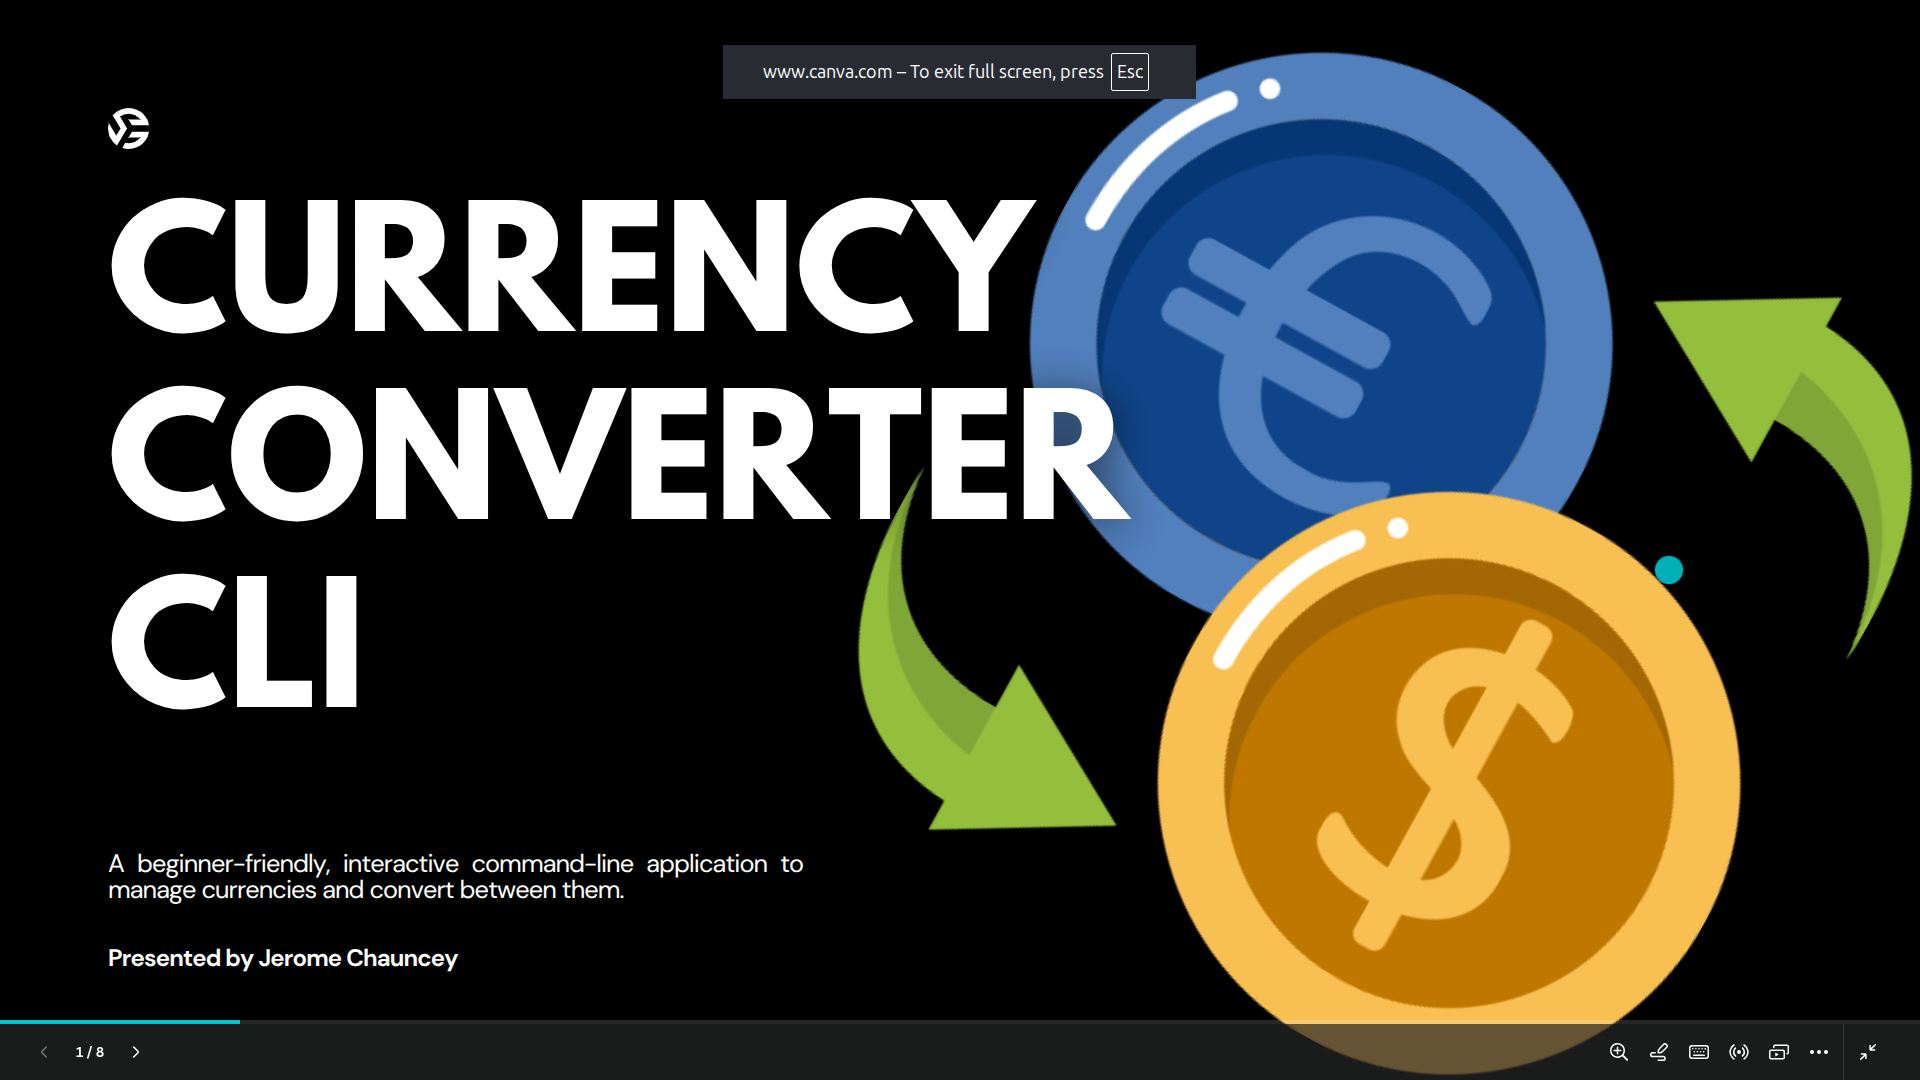 www.canva.com – To exit full screen, press Esc
CURRENCY
CONVERTER
CLI
A beginner-friendly, interactive command-line application to
manage currencies and convert between them.
Presented by Jerome Chauncey
1 / 8